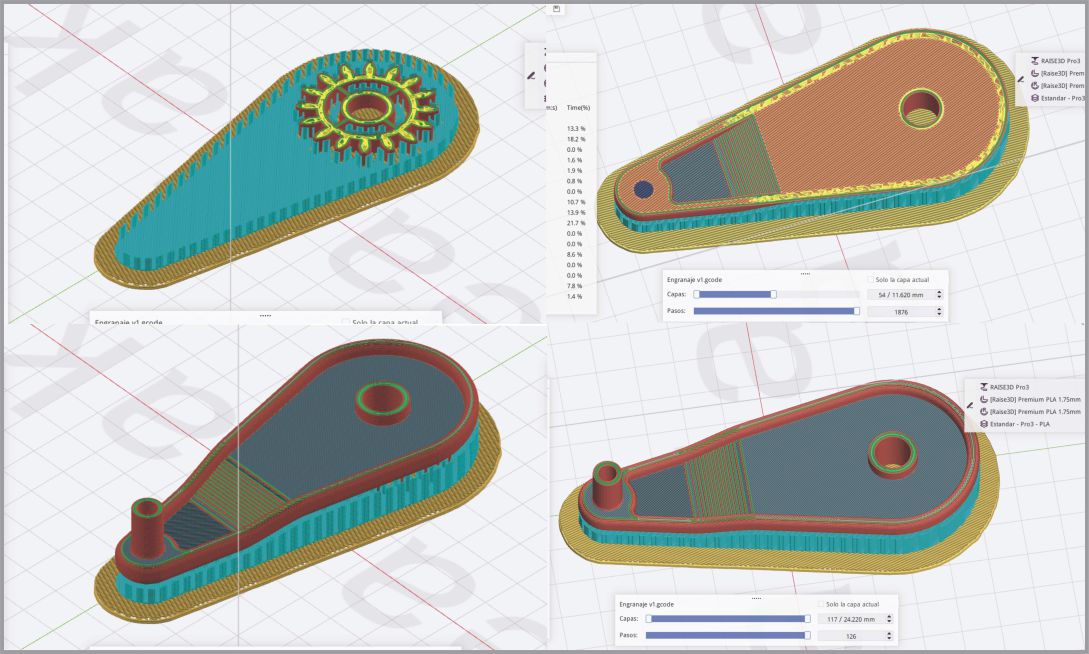 Engranaje v1.gcode
Solo la capa actual
Time(%)
13.3 %
18.2 %
0.0 %
1.6 %
1.9 %
0.8 %
0.0 %
10.7 %
13.9 %
21.7 %
0.0 %
0.0 %
8.6 %
0.0 %
0.0 %
7.8 %
1.4 %
RAISE3D Pro3
[Raise3D] Prem
[Raise3D] Prem
Estandar - Pro3
Engranaje v1.gcode
Solo la capa actual
Capas:
54 / 11.620 mm
Pasos:
1876
RAISE3D Pro3
[Raise3D] Premium PLA 1.75mm
[Raise3D] Premium PLA 1.75mm
Estandar - Pro3 - PLA
Engranaje v1.gcode
Solo la capa actual
Capas:
117 / 24.220 mm
Pasos:
126